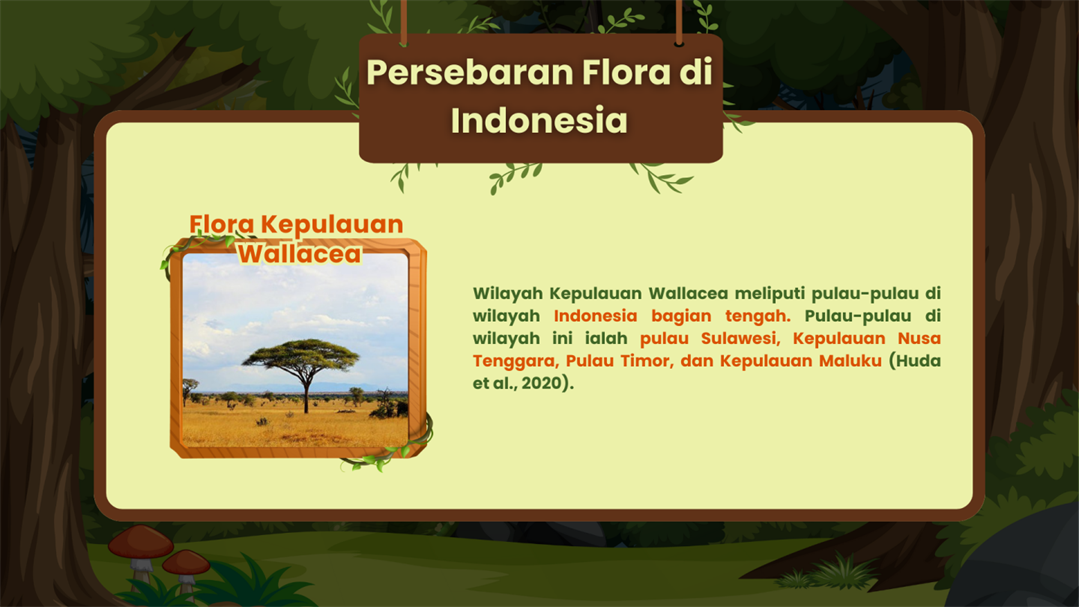 Persebaran Flora di
Indonesia
Flora Kepulauan
Wallacea
Wilayah Kepulauan Wallacea meliputi pulau-pulau di
wilayah Indonesia bagian tengah. Pulau-pulau di
wilayah ini ialah pulau Sulawesi, Kepulauan Nusa
Tenggara, Pulau Timor, dan Kepulauan Maluku (Huda
et al., 2020).